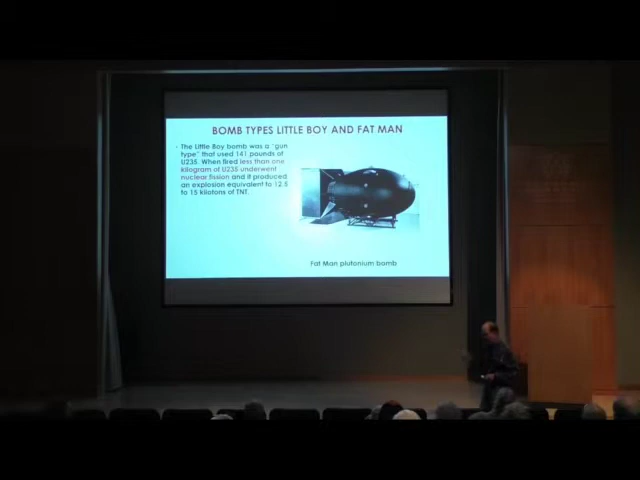 BOMB TYPES LITTLE BOY AND FAT MAN
• The Little Boy bomb was a "gun
type" that used 141 pounds of
U235. When fired less than one
kilogram of U235 underwent
nuclear fission and it produced
an explosion equivalent to 12.5
to 15 kilotons of TNT.
Fat Man plutonium bomb